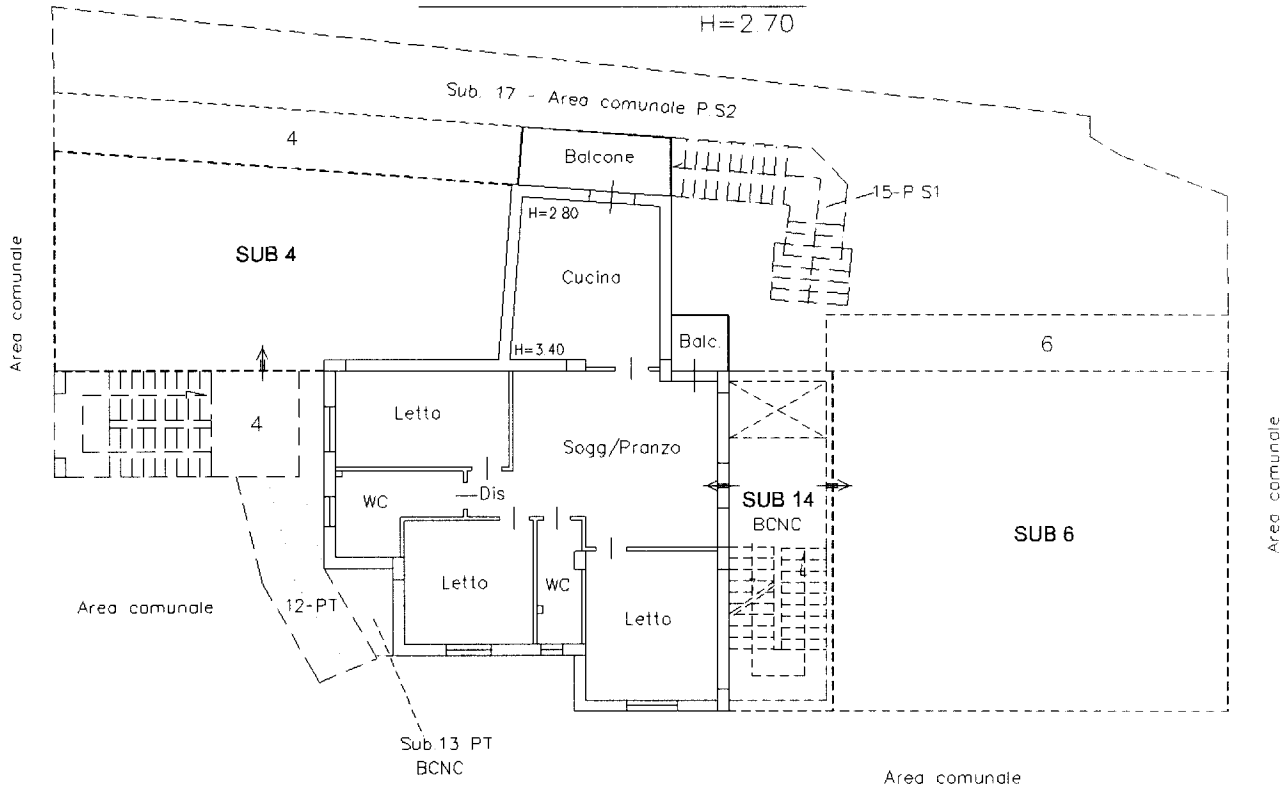 H=2.70
Sub. 17 - Area comunale P.S2
4
Balcone
15-P S1
H=2.80
Area comunale
SUB 4
Cucina
H=3.40
Balc.
6
Letto
4
Sogg/Pranzo
Area comunale
WC
Dis
SUB 14
BCNC
SUB 6
Letto
WC
Letto
Area comunale
12-PT
Sub.13 PT
BCNC
Area comunale